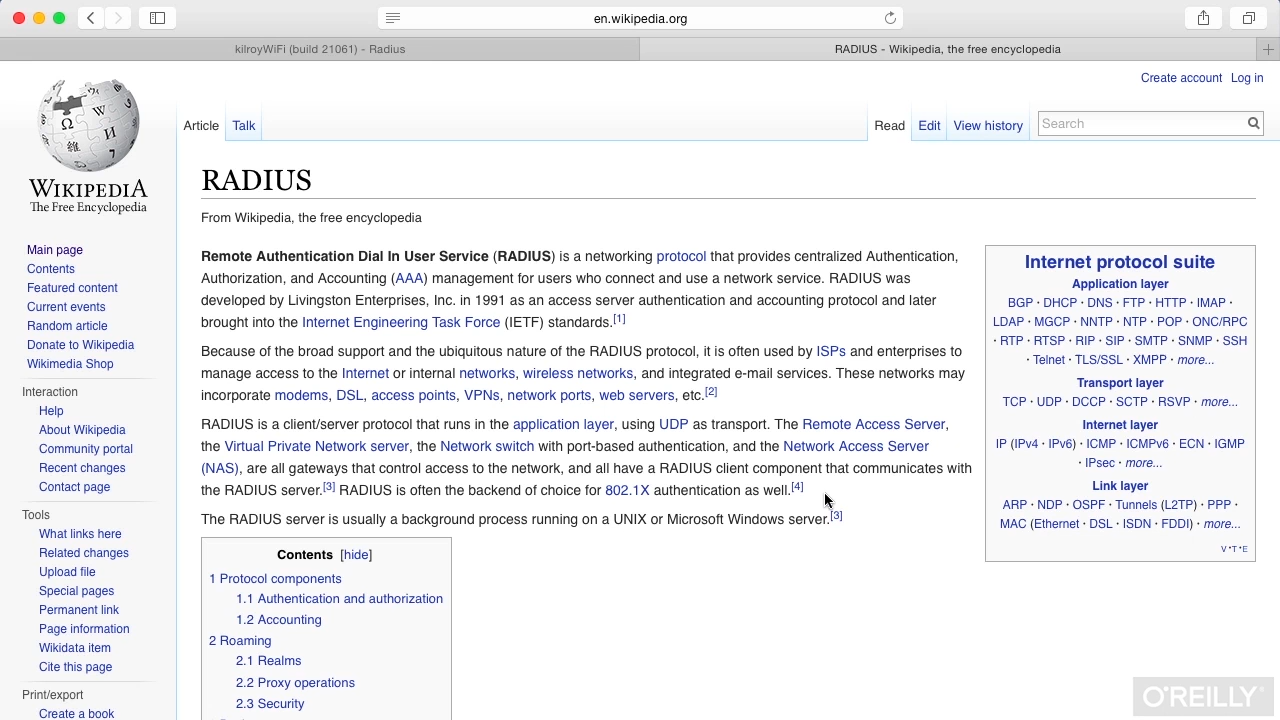 en.wikipedia.org
kilroyWiFi (build 21061) - Radius
RADIUS - Wikipedia, the free encyclopedia
Create account Log in
Article Talk
Read Edit View history
Search
WIKIPEDIA
The Free Encyclopedia
Main page
Contents
Featured content
Current events
Random article
Donate to Wikipedia
Wikimedia Shop
Interaction
Help
About Wikipedia
Community portal
Recent changes
Contact page
Tools
What links here
Related changes
Upload file
Special pages
Permanent link
Page information
Wikidata item
Cite this page
Print/export
Create a book
RADIUS
From Wikipedia, the free encyclopedia
Remote Authentication Dial In User Service (RADIUS) is a networking protocol that provides centralized Authentication,
Authorization, and Accounting (AAA) management for users who connect and use a network service. RADIUS was
developed by Livingston Enterprises, Inc. in 1991 as an access server authentication and accounting protocol and later
brought into the Internet Engineering Task Force (IETF) standards.[1]
Because of the broad support and the ubiquitous nature of the RADIUS protocol, it is often used by ISPs and enterprises to
manage access to the Internet or internal networks, wireless networks, and integrated e-mail services. These networks may
incorporate modems, DSL, access points, VPNs, network ports, web servers, etc.[2]
RADIUS is a client/server protocol that runs in the application layer, using UDP as transport. The Remote Access Server,
the Virtual Private Network server, the Network switch with port-based authentication, and the Network Access Server
(NAS), are all gateways that control access to the network, and all have a RADIUS client component that communicates with
the RADIUS server.[3] RADIUS is often the backend of choice for 802.1X authentication as well.[4]
The RADIUS server is usually a background process running on a UNIX or Microsoft Windows server.[3]
Contents [hide]
1 Protocol components
1.1 Authentication and authorization
1.2 Accounting
2 Roaming
2.1 Realms
2.2 Proxy operations
2.3 Security
Internet protocol suite
Application layer
BGP · DHCP · DNS · FTP · HTTP · IMAP ·
LDAP · MGCP · NNTP · NTP · POP · ONC/RPC
· RTP · RTSP · RIP · SIP · SMTP · SNMP · SSH
· Telnet · TLS/SSL · XMPP · more...
Transport layer
TCP · UDP · DCCP · SCTP · RSVP · more...
Internet layer
IP (IPv4 · IPv6) · ICMP · ICMPv6 · ECN · IGMP
· IPsec · more...
Link layer
ARP · NDP · OSPF · Tunnels (L2TP) · PPP ·
MAC (Ethernet · DSL · ISDN · FDDI) · more...
V · T · E
O'REILLY®